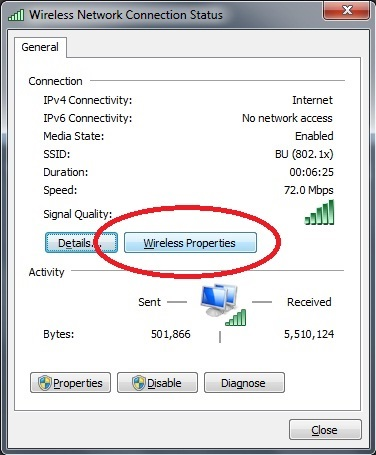 Wireless Network Connection Status
General
Connection
IPv4 Connectivity: Internet
IPv6 Connectivity: No network access
Media State: Enabled
SSID: BU (802.1x)
Duration: 00:06:25
Speed: 72.0 Mbps
Signal Quality:
Details... Wireless Properties
Activity
Sent Received
Bytes: 501,866 5,510,124
Properties Disable Diagnose
Close